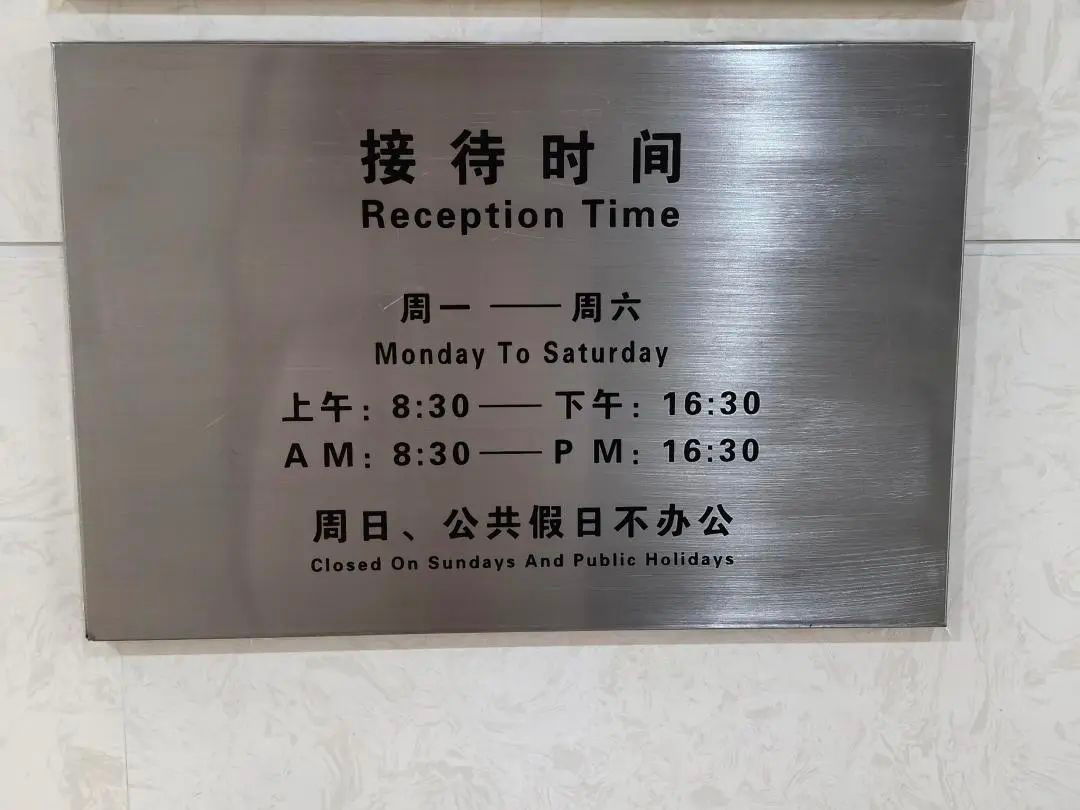 接待时间
Reception Time
周一 —— 周六
Monday To Saturday
上午: 8:30 —— 下午: 16:30
AM: 8:30 —— PM: 16:30
周日、公共假日不办公
Closed On Sundays And Public Holidays